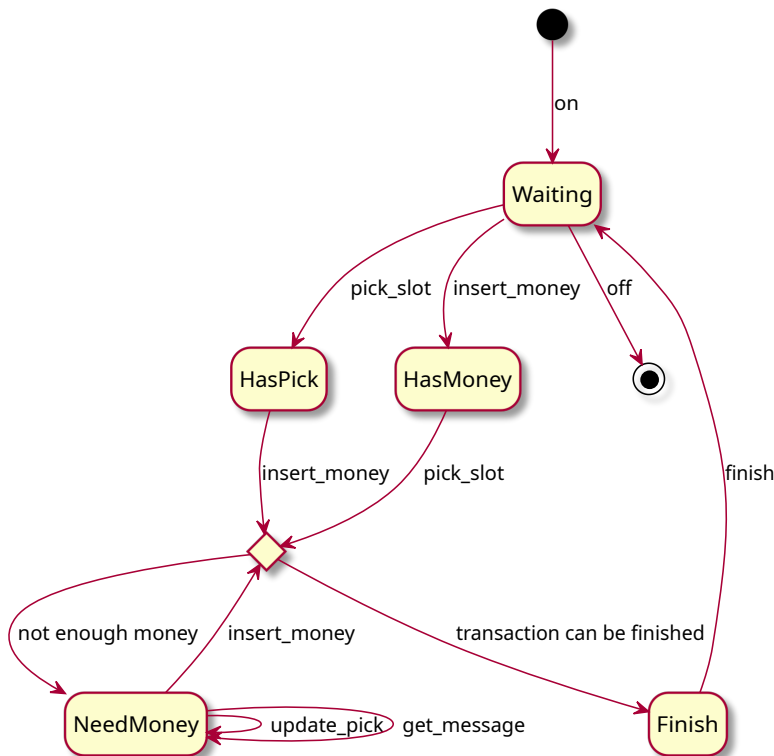 on
Waiting
pick_slot
insert_money
off
HasPick
HasMoney
insert_money
pick_slot
finish
not enough money
insert_money
transaction can be finished
NeedMoney
update_pick
get_message
Finish